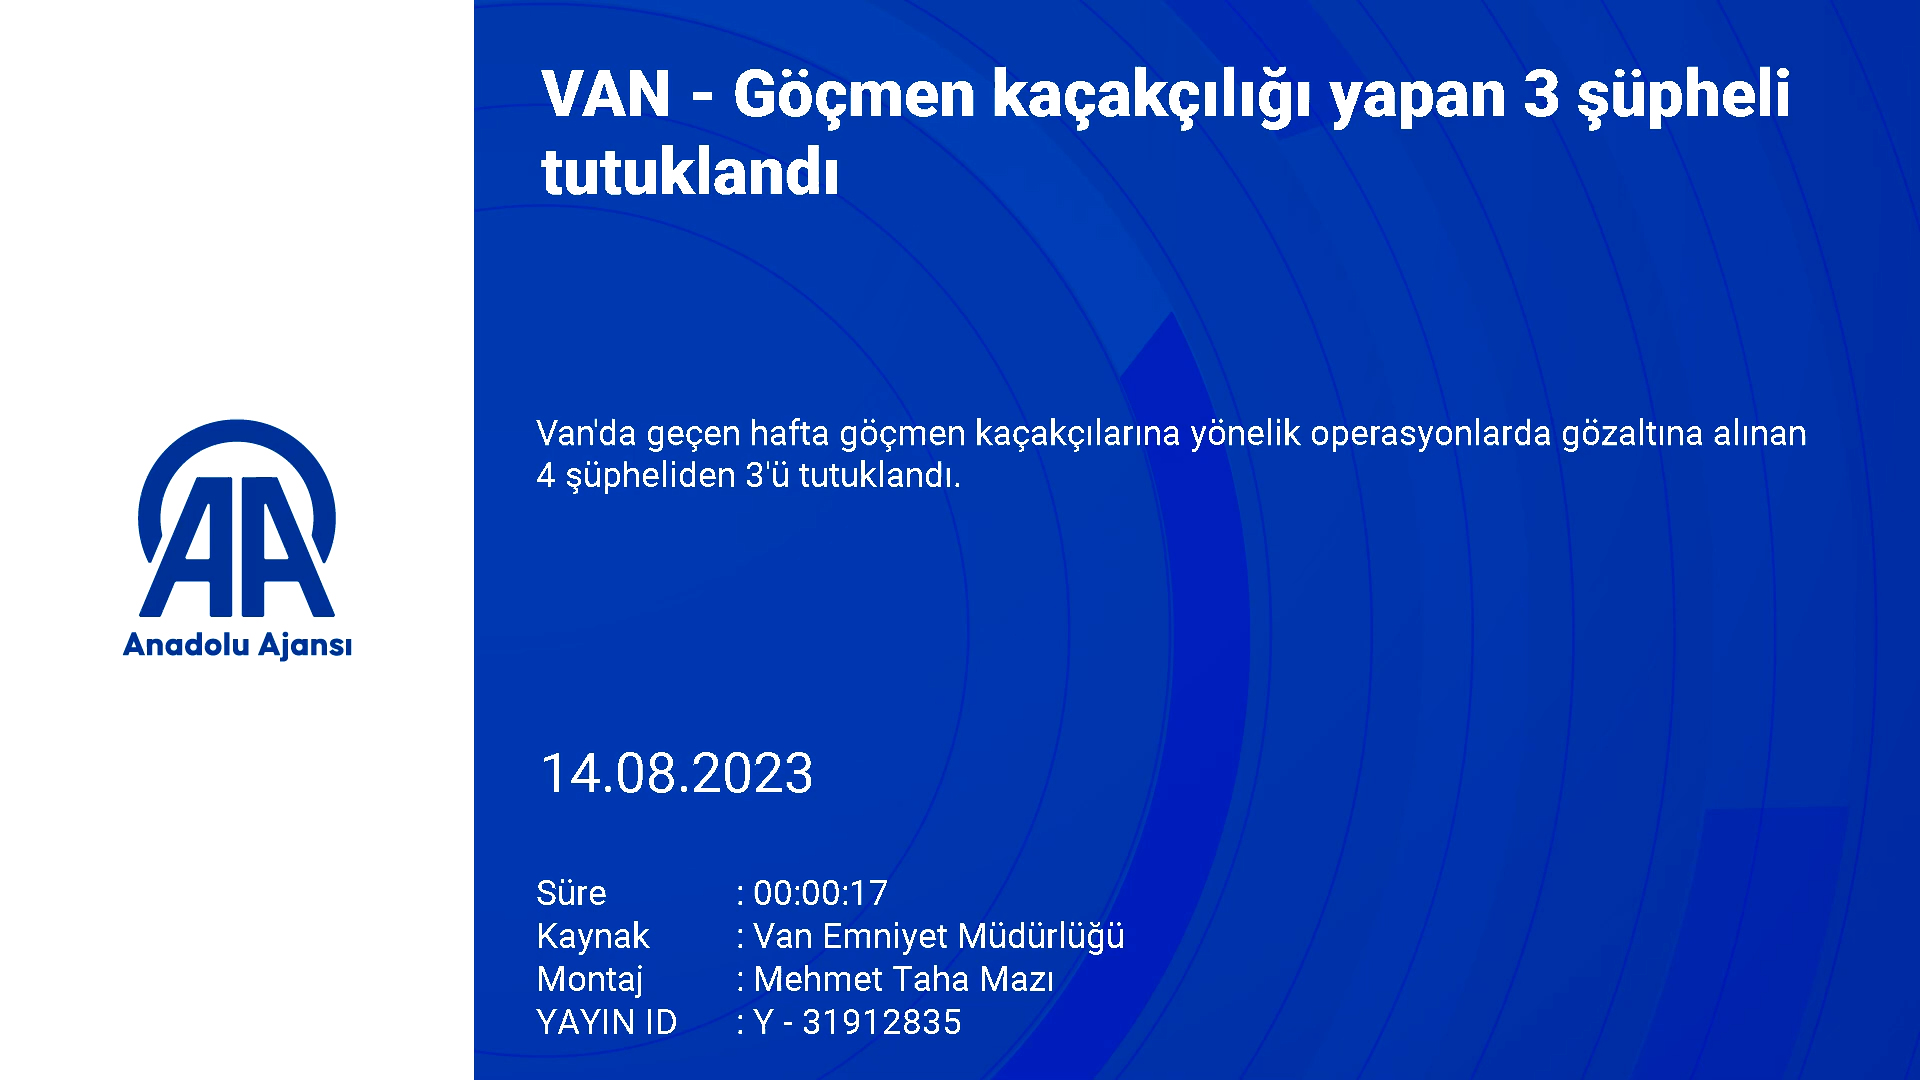 VAN - Göçmen kaçakçılığı yapan 3 şüpheli
tutuklandı
Van'da geçen hafta göçmen kaçakçılarına yönelik operasyonlarda gözaltına alınan
4 şüpheliden 3'ü tutuklandı.
AA
Anadolu Ajansı
14.08.2023
Süre : 00:00:17
Kaynak : Van Emniyet Müdürlüğü
Montaj : Mehmet Taha Mazı
YAYIN ID : Y - 31912835